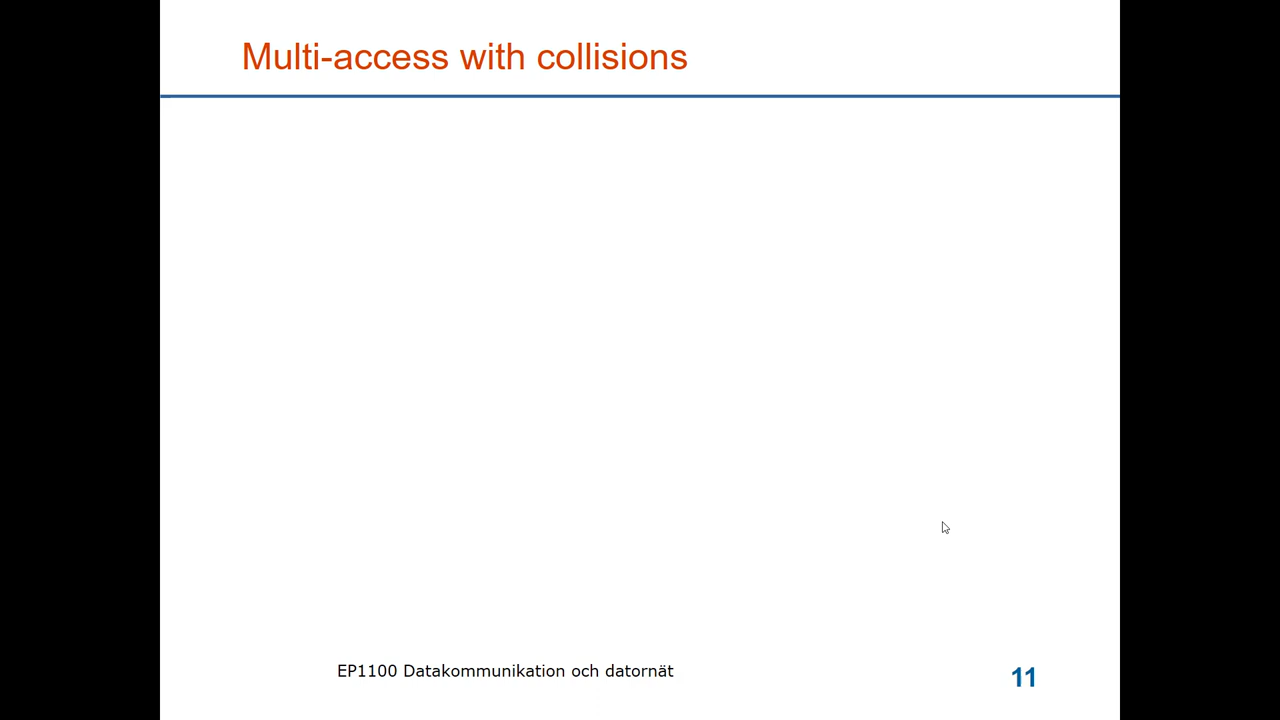 Multi-access with collisions
EP1100 Datakommunikation och datornät
11